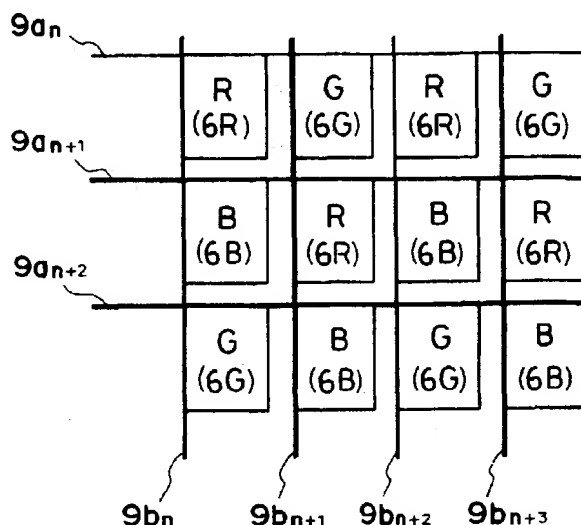 9an
R G R G
(6R) (6G) (6R) (6G)
9an+1
B R B R
(6B) (6R) (6B) (6R)
9an+2
G B G B
(6G) (6B) (6G) (6B)
9bn 9bn+1 9bn+2 9bn+3